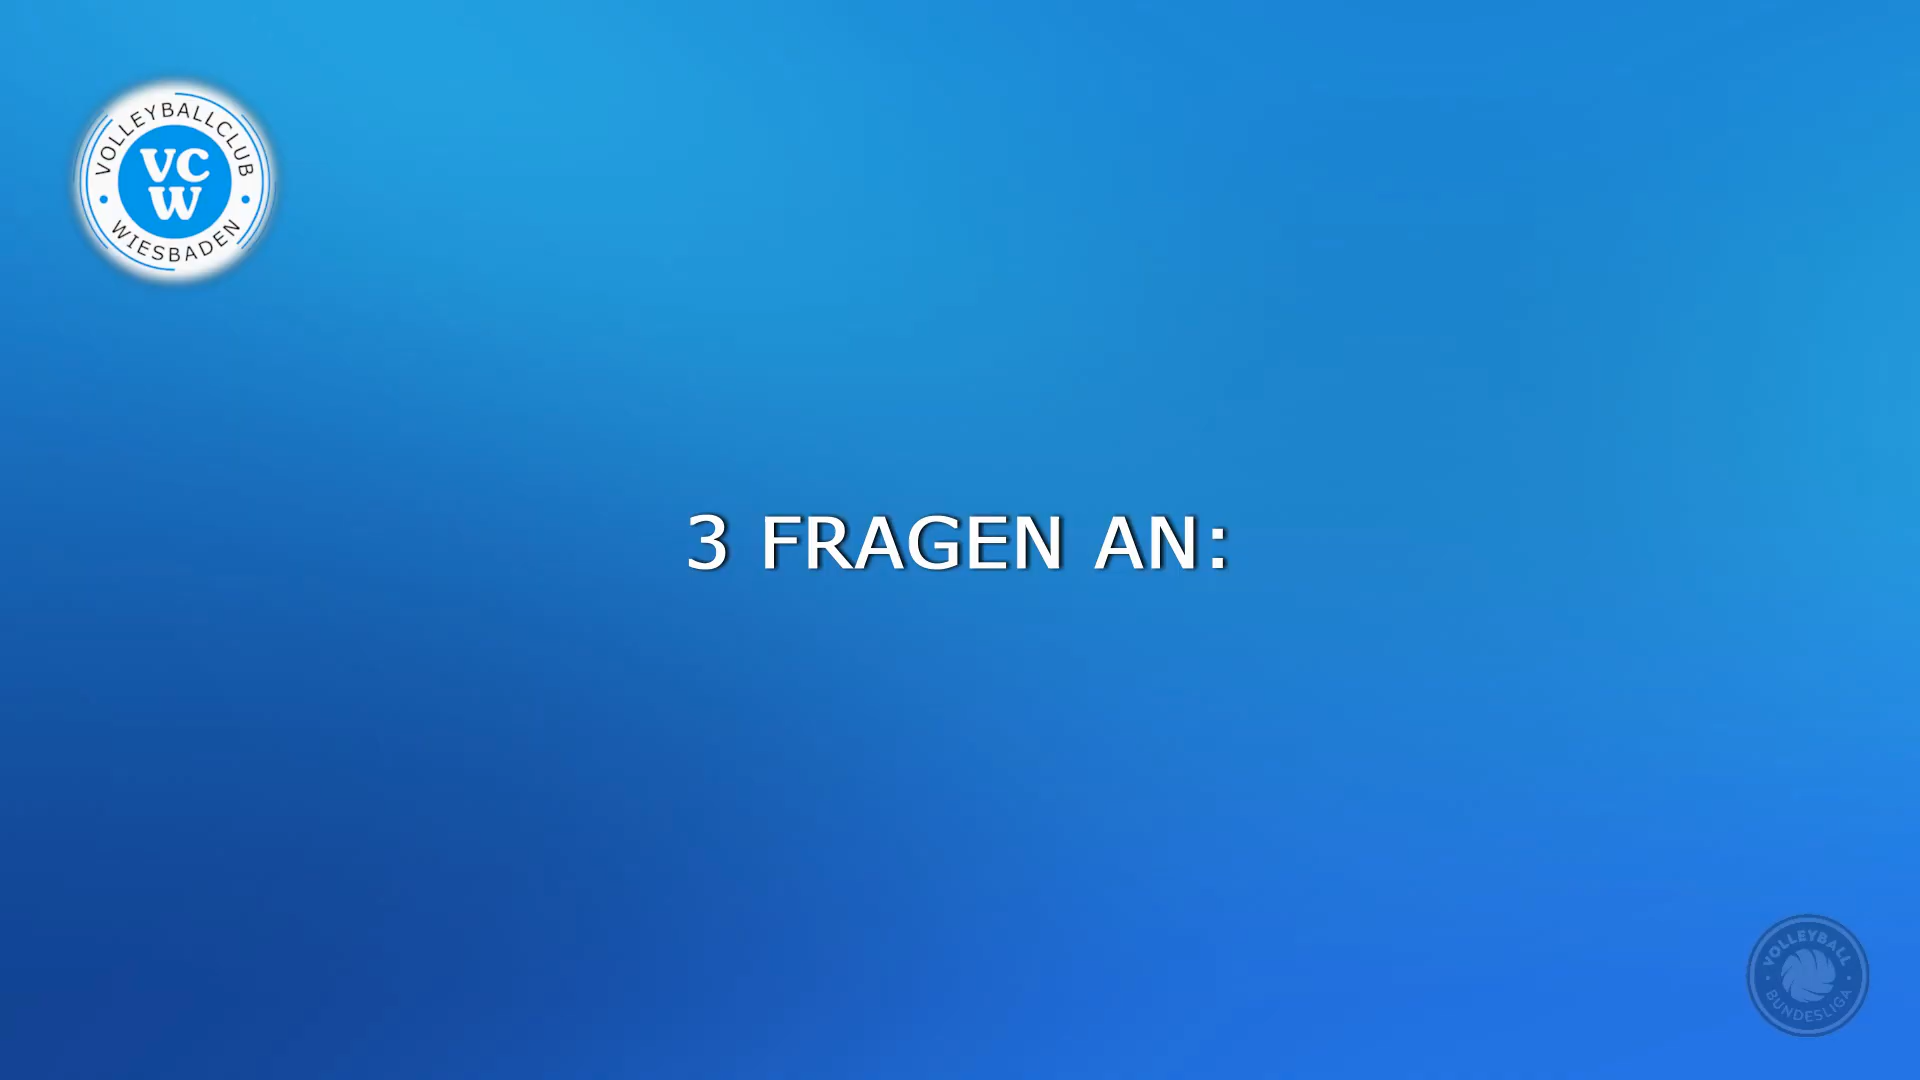 VOLLEYBALLCLUB
VC
W
WIESBADEN
3 FRAGEN AN:
VOLLEYBALL
BUNDESLIGA